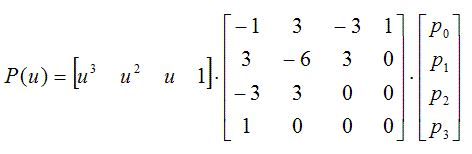 P(u) = [u³ u² u 1] · [−1 3 −3 1; 3 −6 3 0; −3 3 0 0; 1 0 0 0] · [p₀; p₁; p₂; p₃]